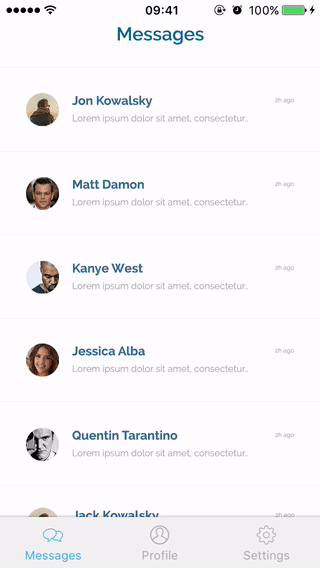 09:41
100%
Messages
Jon Kowalsky
2h ago
Lorem ipsum dolor sit amet, consectetur..
Matt Damon
2h ago
Lorem ipsum dolor sit amet, consectetur..
Kanye West
2h ago
Lorem ipsum dolor sit amet, consectetur..
Jessica Alba
2h ago
Lorem ipsum dolor sit amet, consectetur..
Quentin Tarantino
2h ago
Lorem ipsum dolor sit amet, consectetur..
Jack Kowalsky
Messages
Profile
Settings